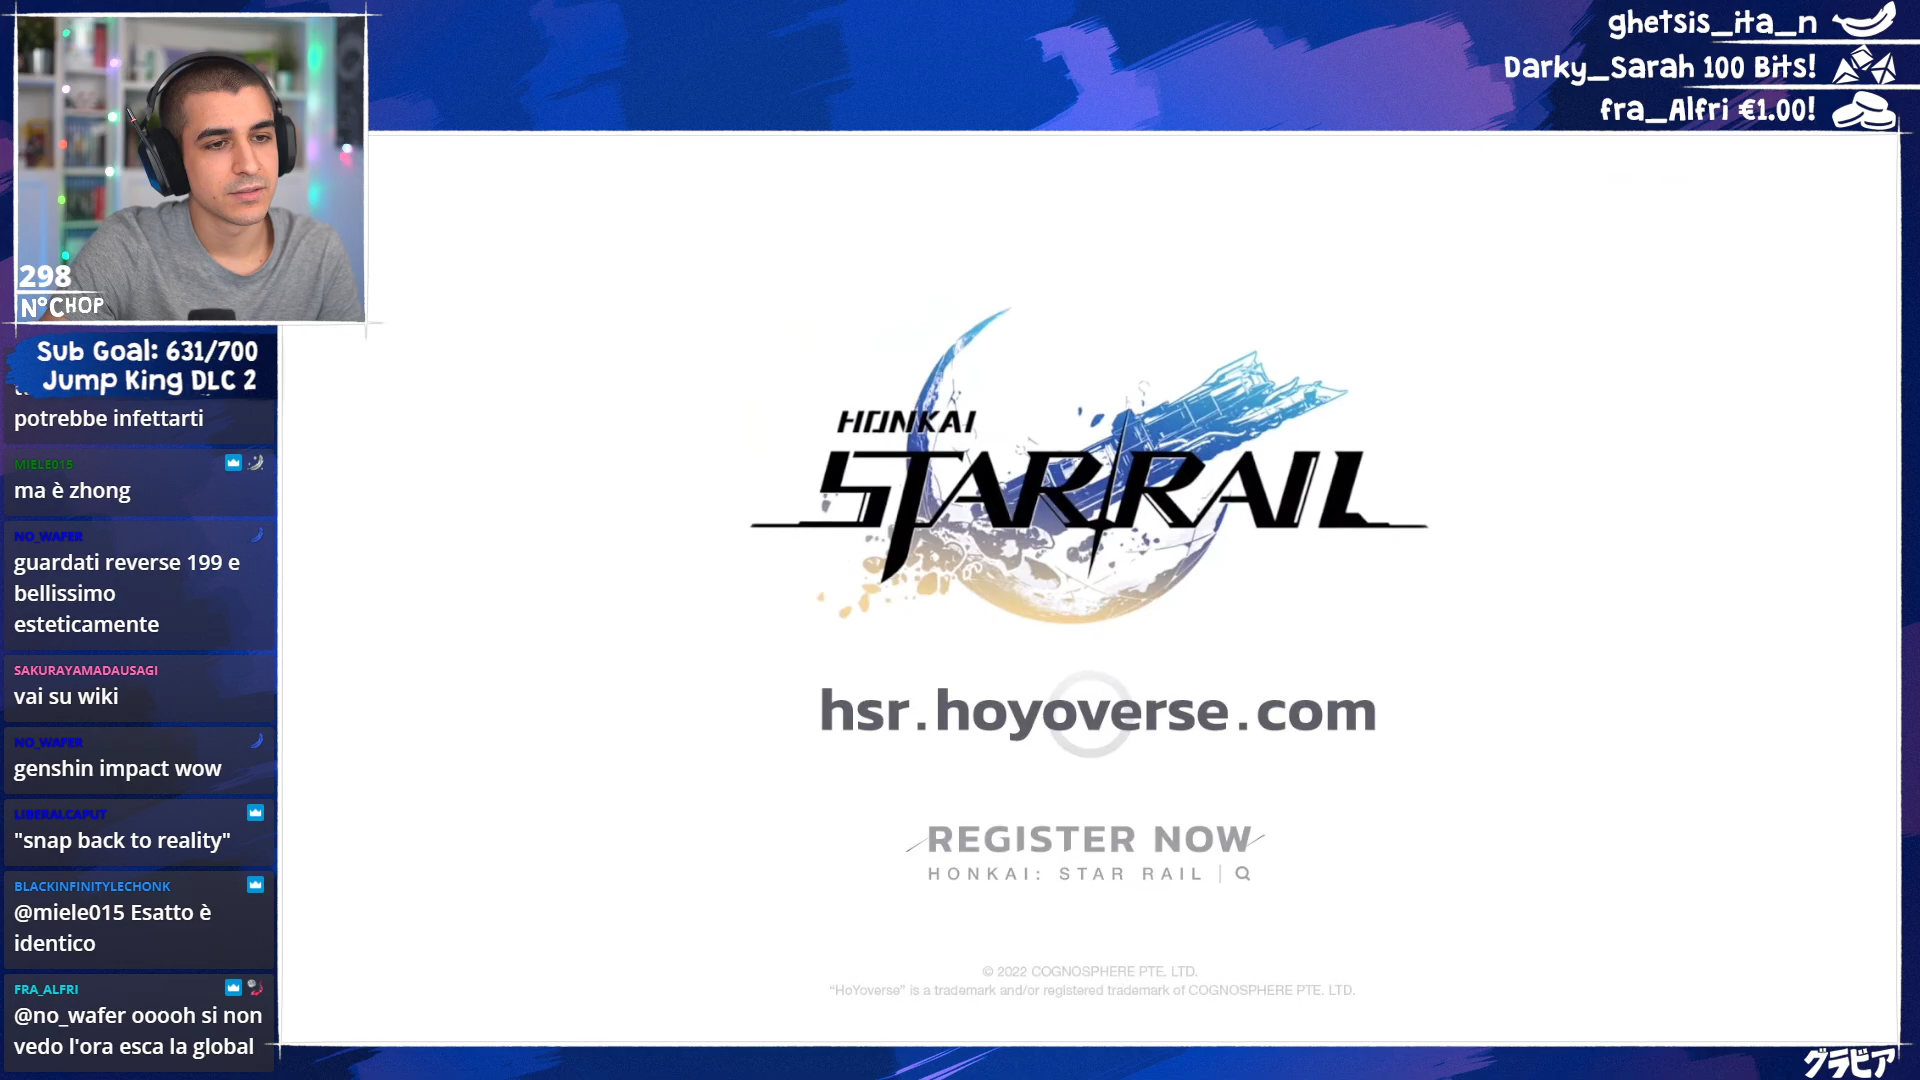 ghetsis_ita_n
Darky_Sarah 100 Bits!
fra_Alfri €1.00!
298
N°CHOP
Sub Goal: 631/700
Jump King DLC 2
potrebbe infettarti
MIELE015
ma è zhong
NO_WAFER
guardati reverse 199 e
bellissimo
esteticamente
SAKURAYAMADAUSAGI
vai su wiki
NO_WAFER
genshin impact wow
LIBERALCAPUT
"snap back to reality"
BLACKINFINITYLECHONK
@miele015 Esatto è
identico
FRA_ALFRI
@no_wafer ooooh si non
vedo l'ora esca la global
HONKAI
STAR RAIL
hsr.hoyoverse.com
REGISTER NOW
HONKAI: STAR RAIL
© 2022 COGNOSPHERE PTE. LTD.
“HoYoverse” is a trademark and/or registered trademark of COGNOSPHERE PTE. LTD.
グラビア